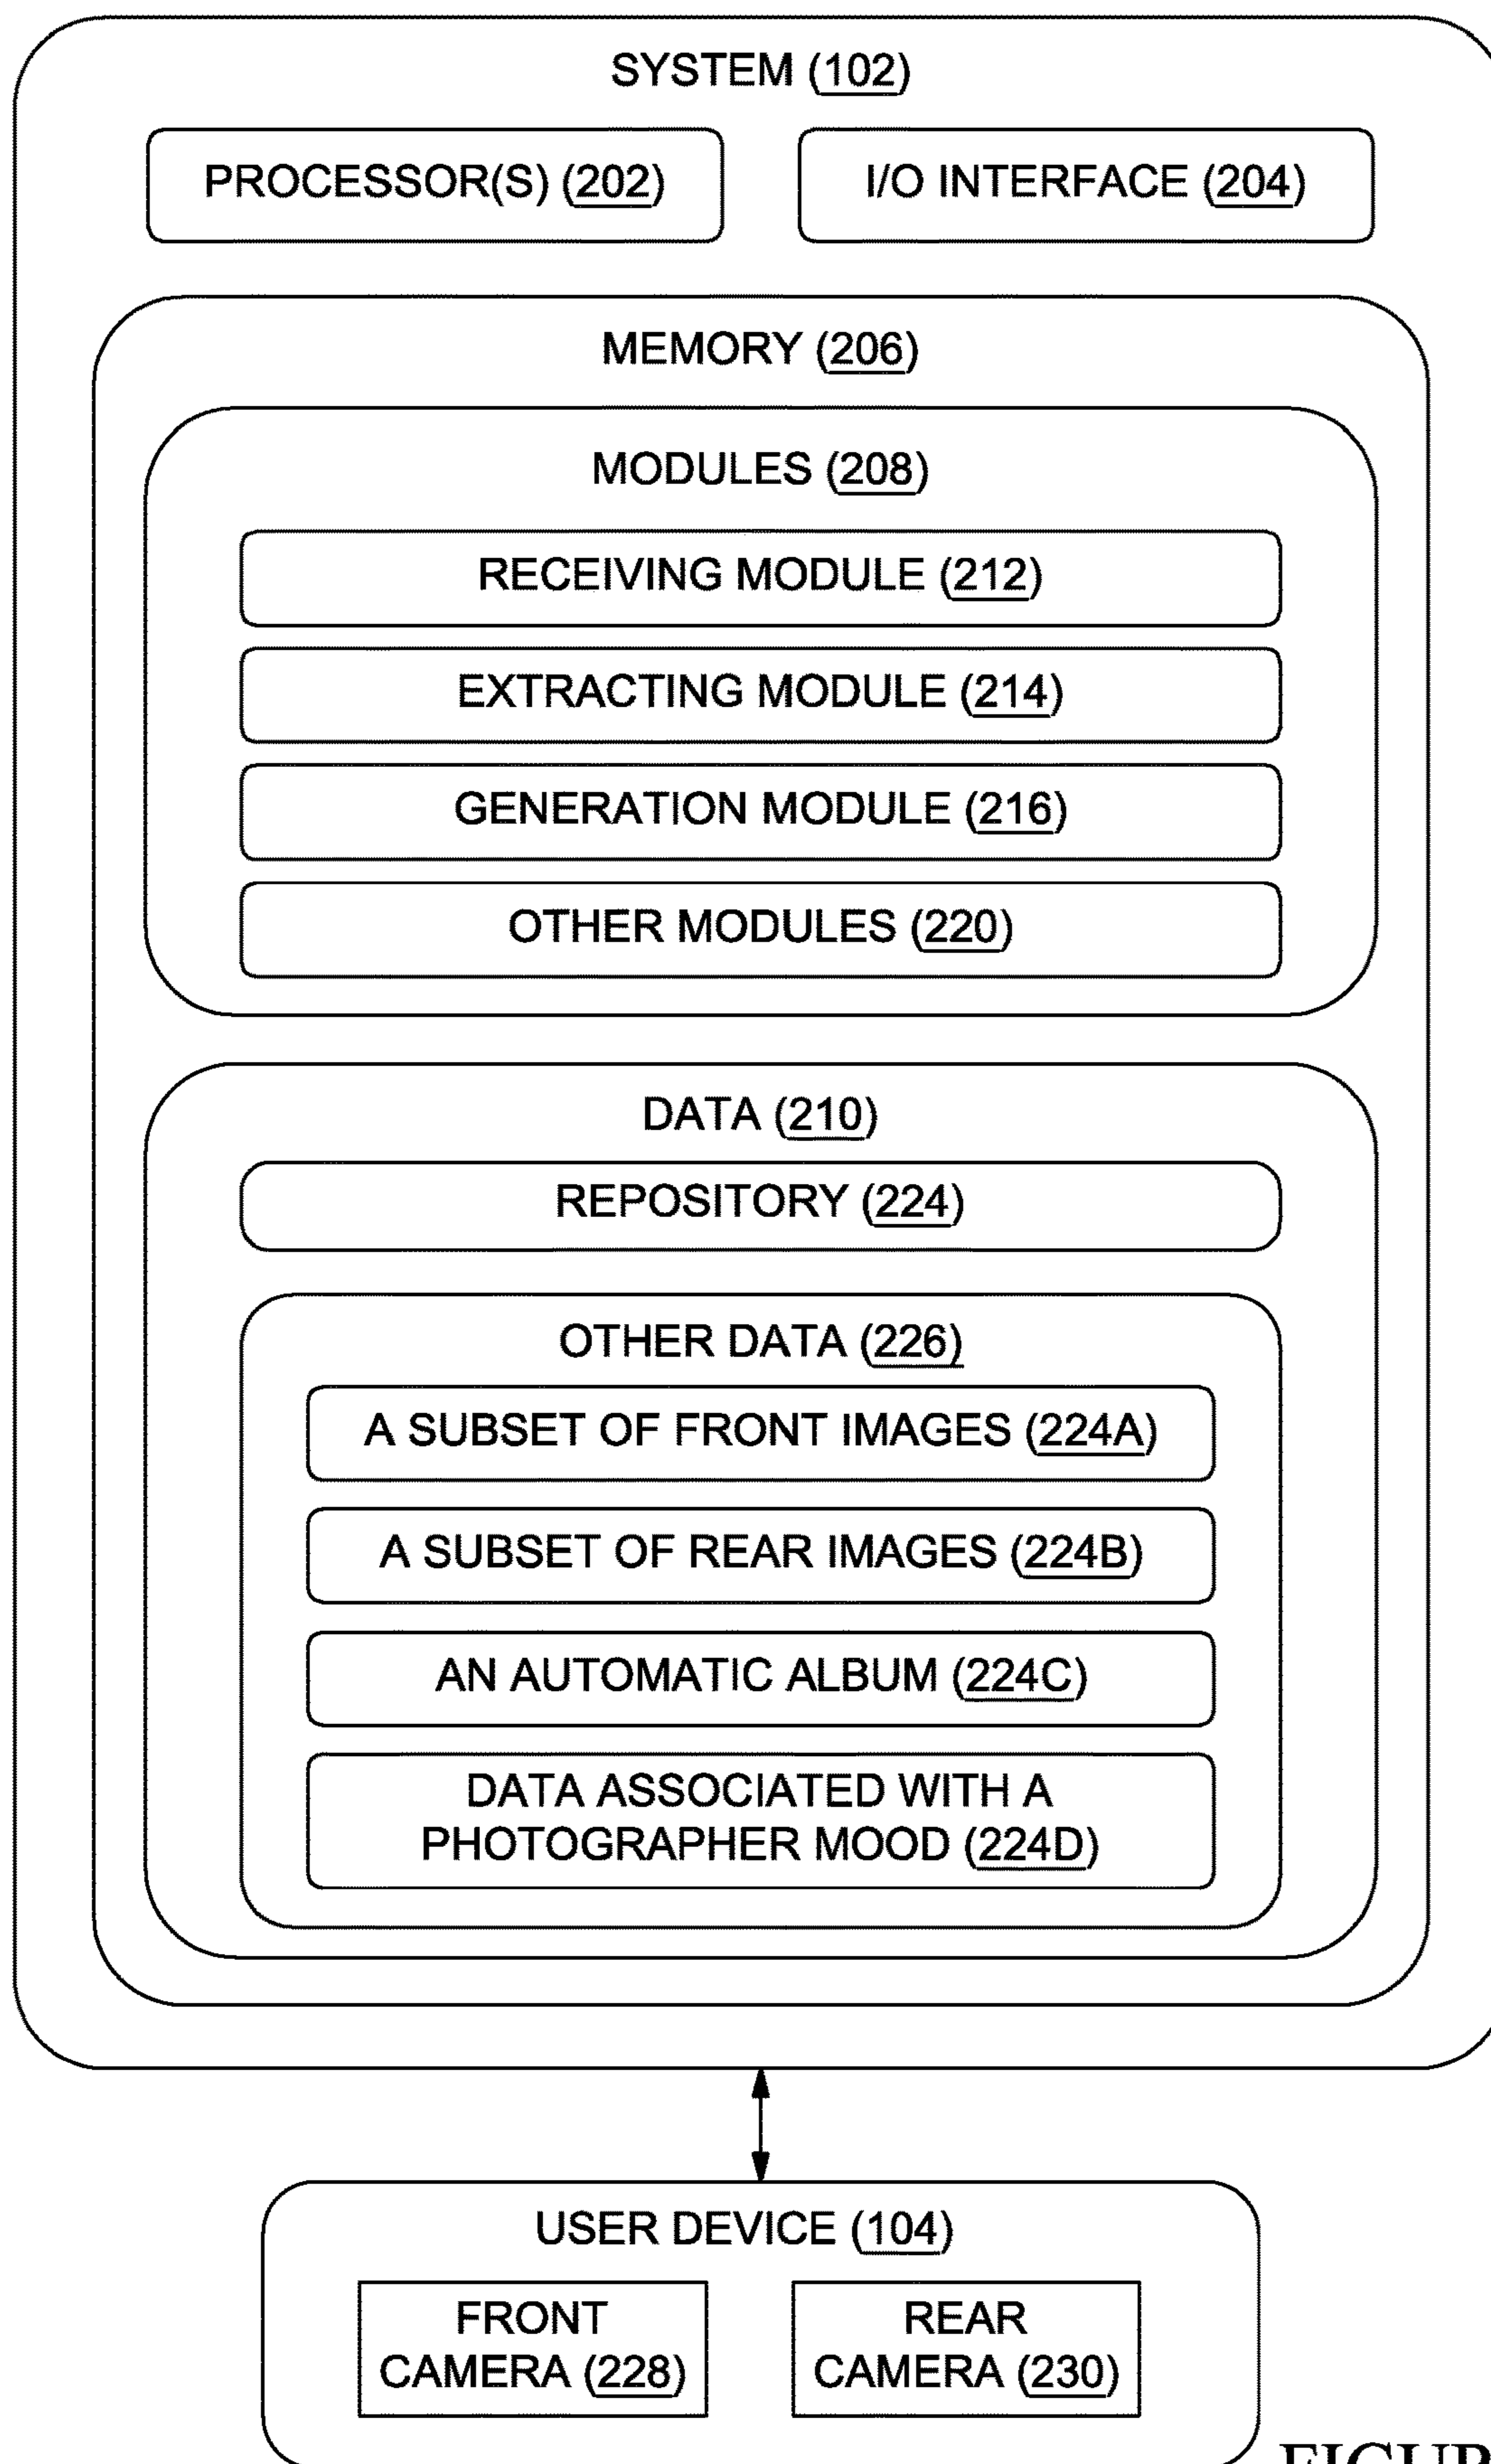 SYSTEM (102)
PROCESSOR(S) (202)
I/O INTERFACE (204)
MEMORY (206)
MODULES (208)
RECEIVING MODULE (212)
EXTRACTING MODULE (214)
GENERATION MODULE (216)
OTHER MODULES (220)
DATA (210)
REPOSITORY (224)
OTHER DATA (226)
A SUBSET OF FRONT IMAGES (224A)
A SUBSET OF REAR IMAGES (224B)
AN AUTOMATIC ALBUM (224C)
DATA ASSOCIATED WITH A
PHOTOGRAPHER MOOD (224D)
USER DEVICE (104)
FRONT
CAMERA (228)
REAR
CAMERA (230)